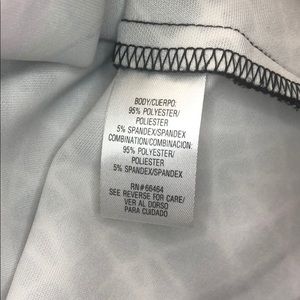 BODY/CUERPO:
95% POLYESTER/
POLIESTER
5% SPANDEX/SPANDEX
COMBINATION/COMBINACION:
95% POLYESTER/
POLIESTER
5% SPANDEX/SPANDEX
RN#66464
SEE REVERSE FOR CARE/
VER AL DORSO
PARA CUIDADO